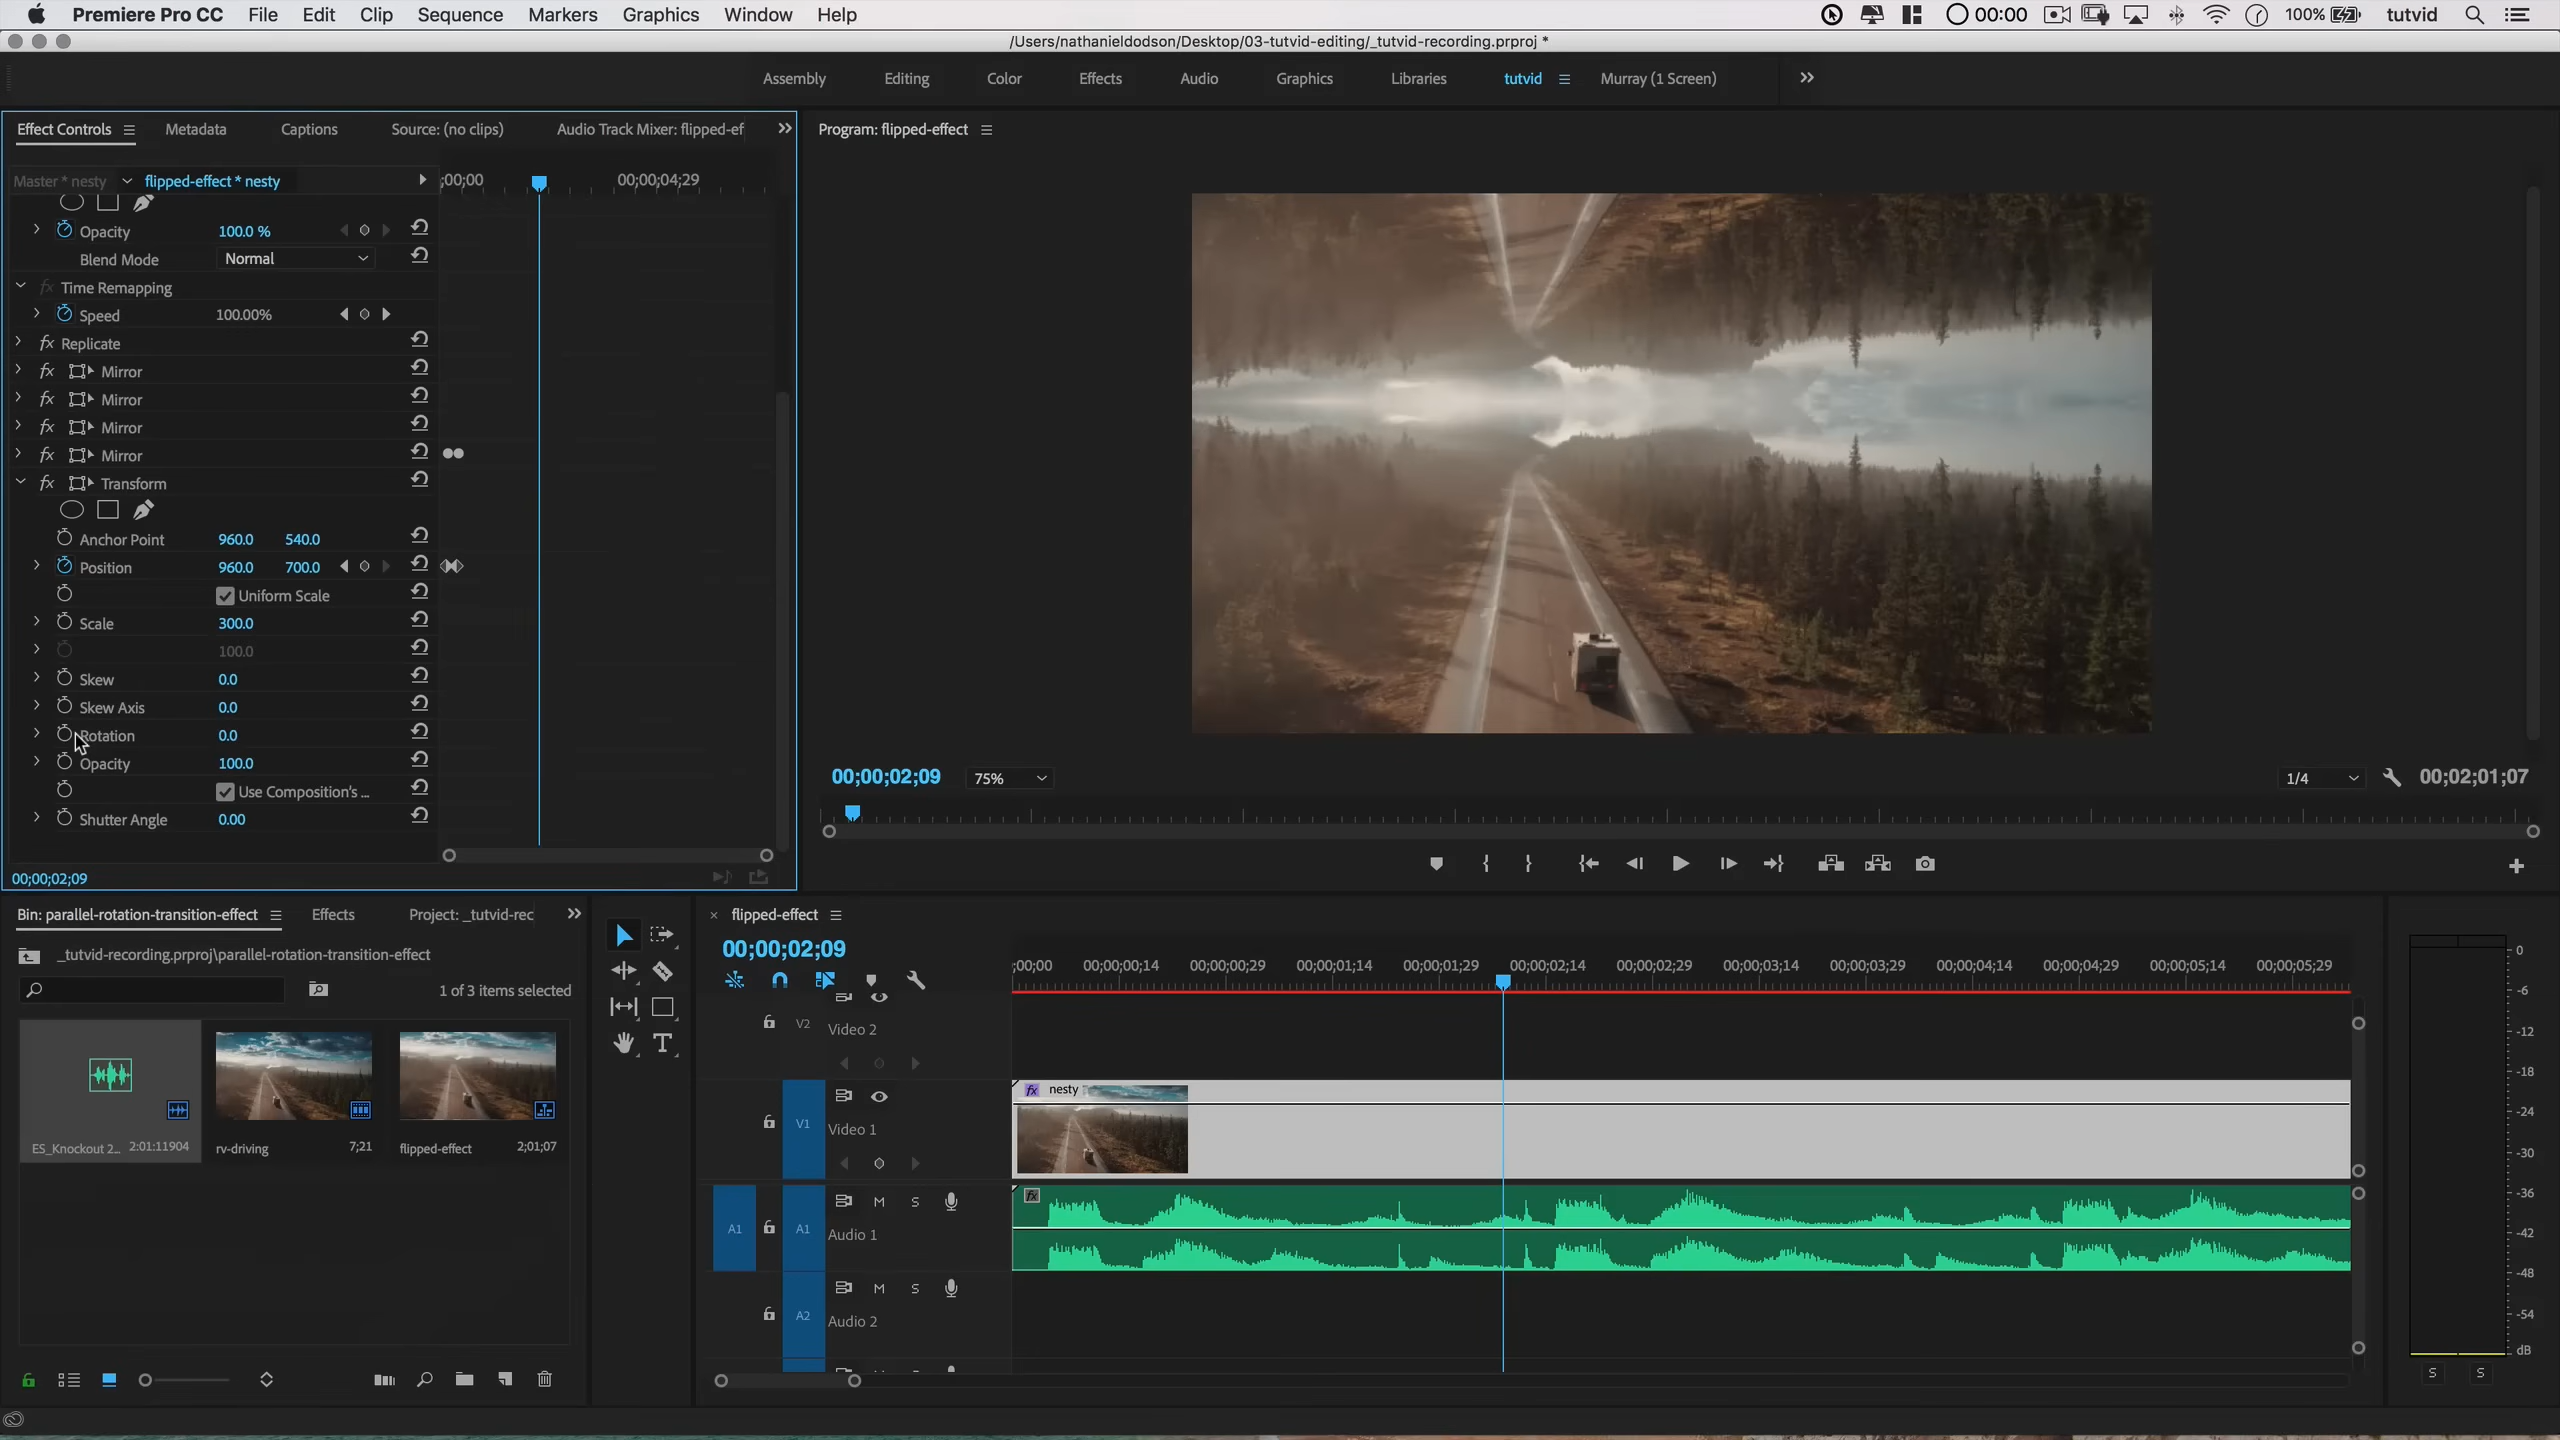 Premiere Pro CC File Edit Clip Sequence Markers Graphics Window Help 00:00 100% tutvid
/Users/nathanieldodson/Desktop/03-tutvid-editing/_tutvid-recording.prproj *
Assembly Editing Color Effects Audio Graphics Libraries tutvid Murray (1 Screen)
Effect Controls Metadata Captions Source: (no clips) Audio Track Mixer: flipped-ef
Program: flipped-effect
Master * nesty flipped-effect * nesty ;00;00 00;00;04;29
Opacity 100.0 %
Blend Mode Normal
fx Time Remapping
Speed 100.00%
fx Replicate
fx Mirror
fx Mirror
fx Mirror
fx Mirror
fx Transform
Anchor Point 960.0 540.0
Position 960.0 700.0
Uniform Scale
Scale 300.0
100.0
Skew 0.0
Skew Axis 0.0
Rotation 0.0
Opacity 100.0
Use Composition's ...
Shutter Angle 0.00
00;00;02;09
00;00;02;09 75% 1/4 00;02;01;07
Bin: parallel-rotation-transition-effect Effects Project: _tutvid-rec
_tutvid-recording.prproj\parallel-rotation-transition-effect
1 of 3 items selected
ES_Knockout 2... 2:01:11904
rv-driving 7;21
flipped-effect 2;01;07
flipped-effect
00;00;02;09
;00;00 00;00;00;14 00;00;00;29 00;00;01;14 00;00;01;29 00;00;02;14 00;00;02;29 00;00;03;14 00;00;03;29 00;00;04;14 00;00;04;29 00;00;05;14 00;00;05;29
V2 Video 2
fx nesty
V1 Video 1
fx
M S
A1 A1 Audio 1
M S
A2 Audio 2
0
-6
-12
-18
-24
-30
-36
-42
-48
-54
dB
S S